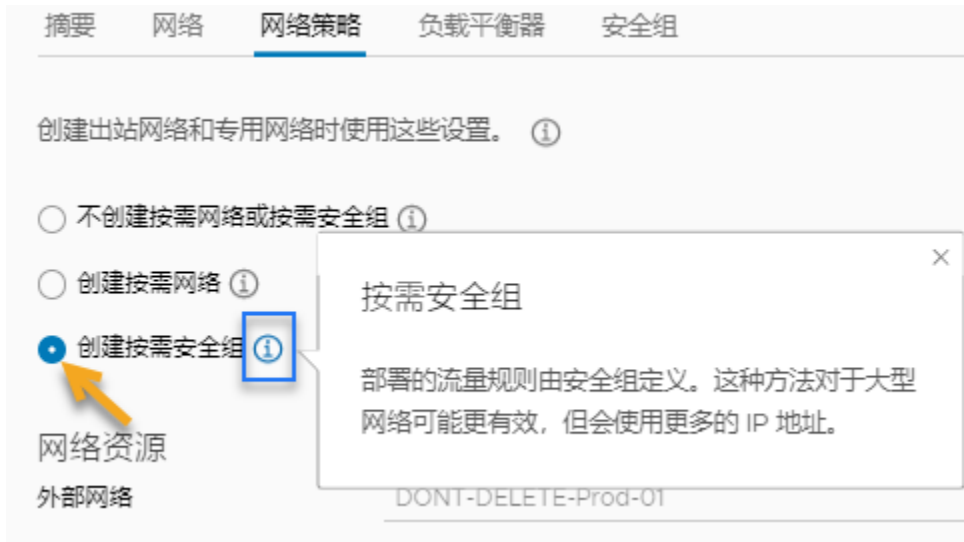 摘要 网络 网络策略 负载平衡器 安全组
创建出站网络和专用网络时使用这些设置。
不创建按需网络或按需安全组
创建按需网络
按需安全组
创建按需安全组
部署的流量规则由安全组定义。这种方法对于大型
网络可能更有效，但会使用更多的 IP 地址。
网络资源
外部网络 DONT-DELETE-Prod-01